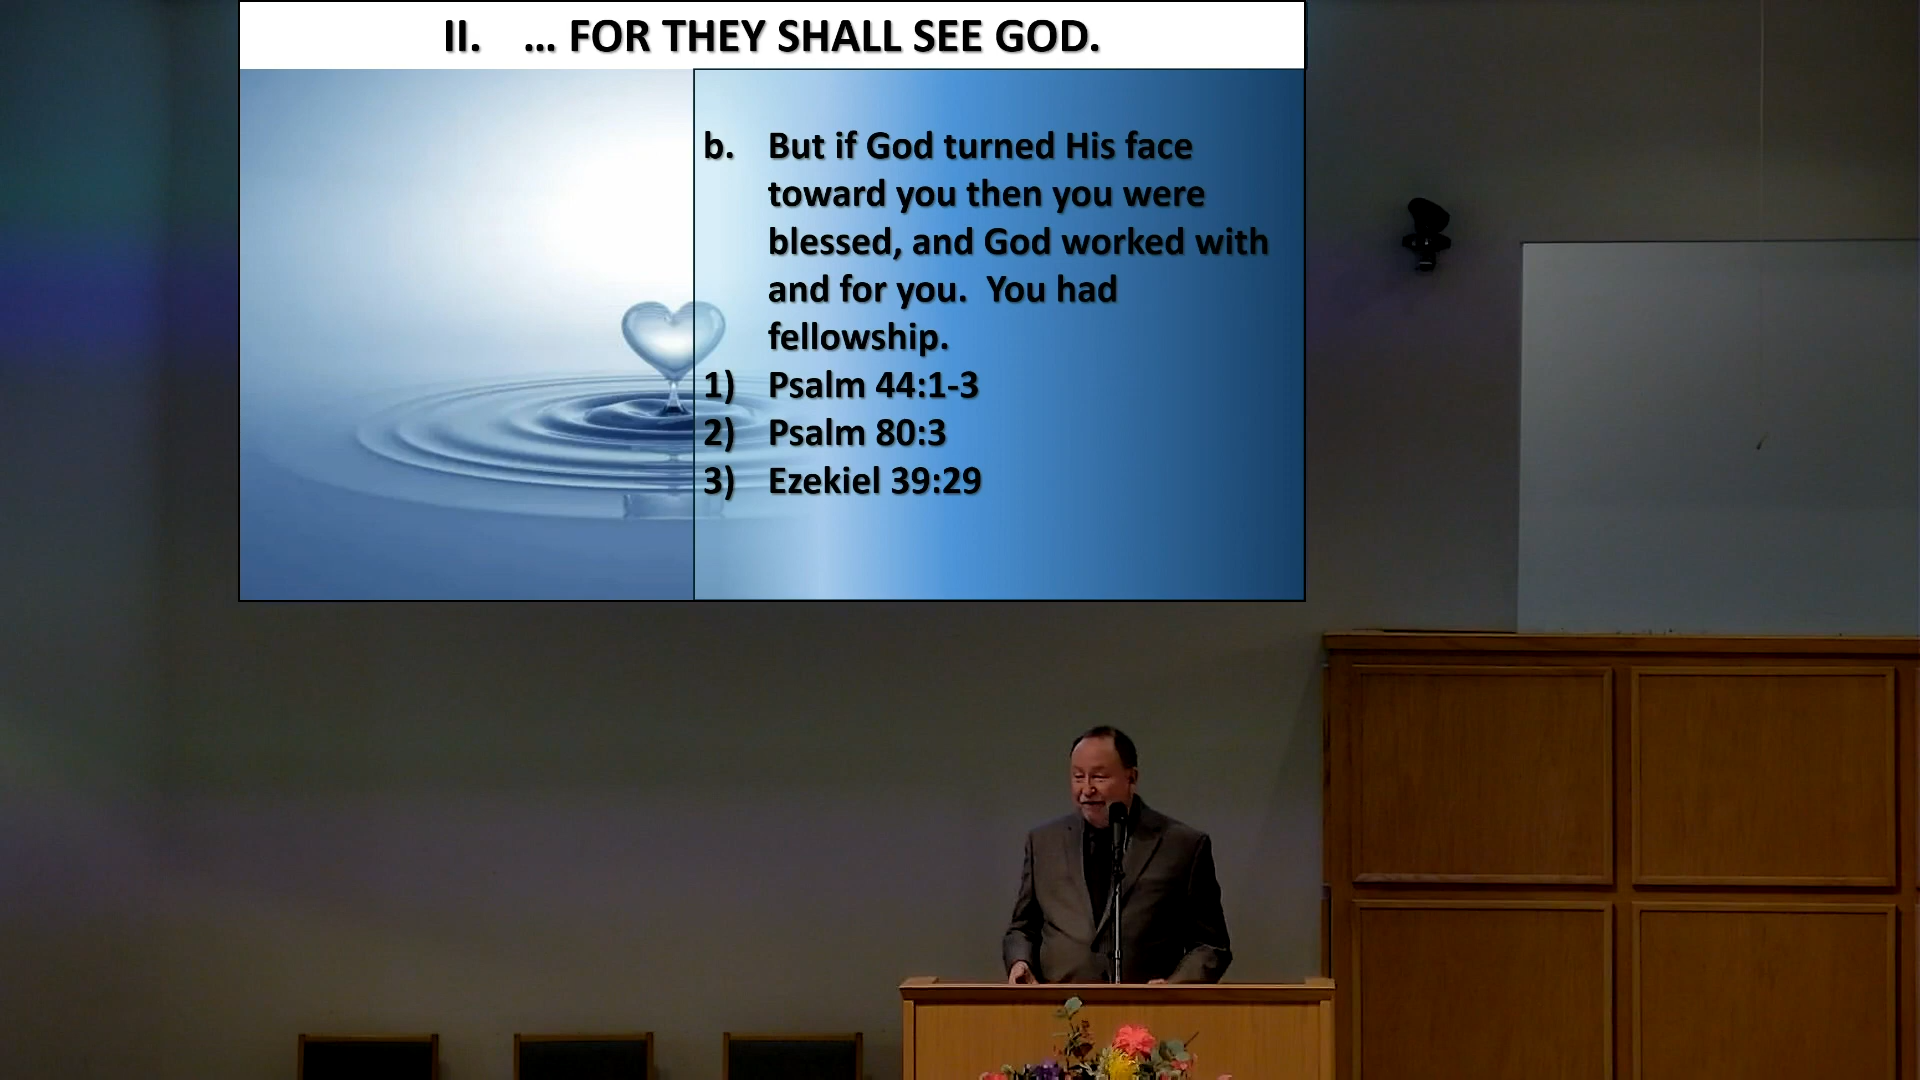 II. ... FOR THEY SHALL SEE GOD.
b. But if God turned His face
toward you then you were
blessed, and God worked with
and for you.  You had
fellowship.
1) Psalm 44:1-3
2) Psalm 80:3
3) Ezekiel 39:29